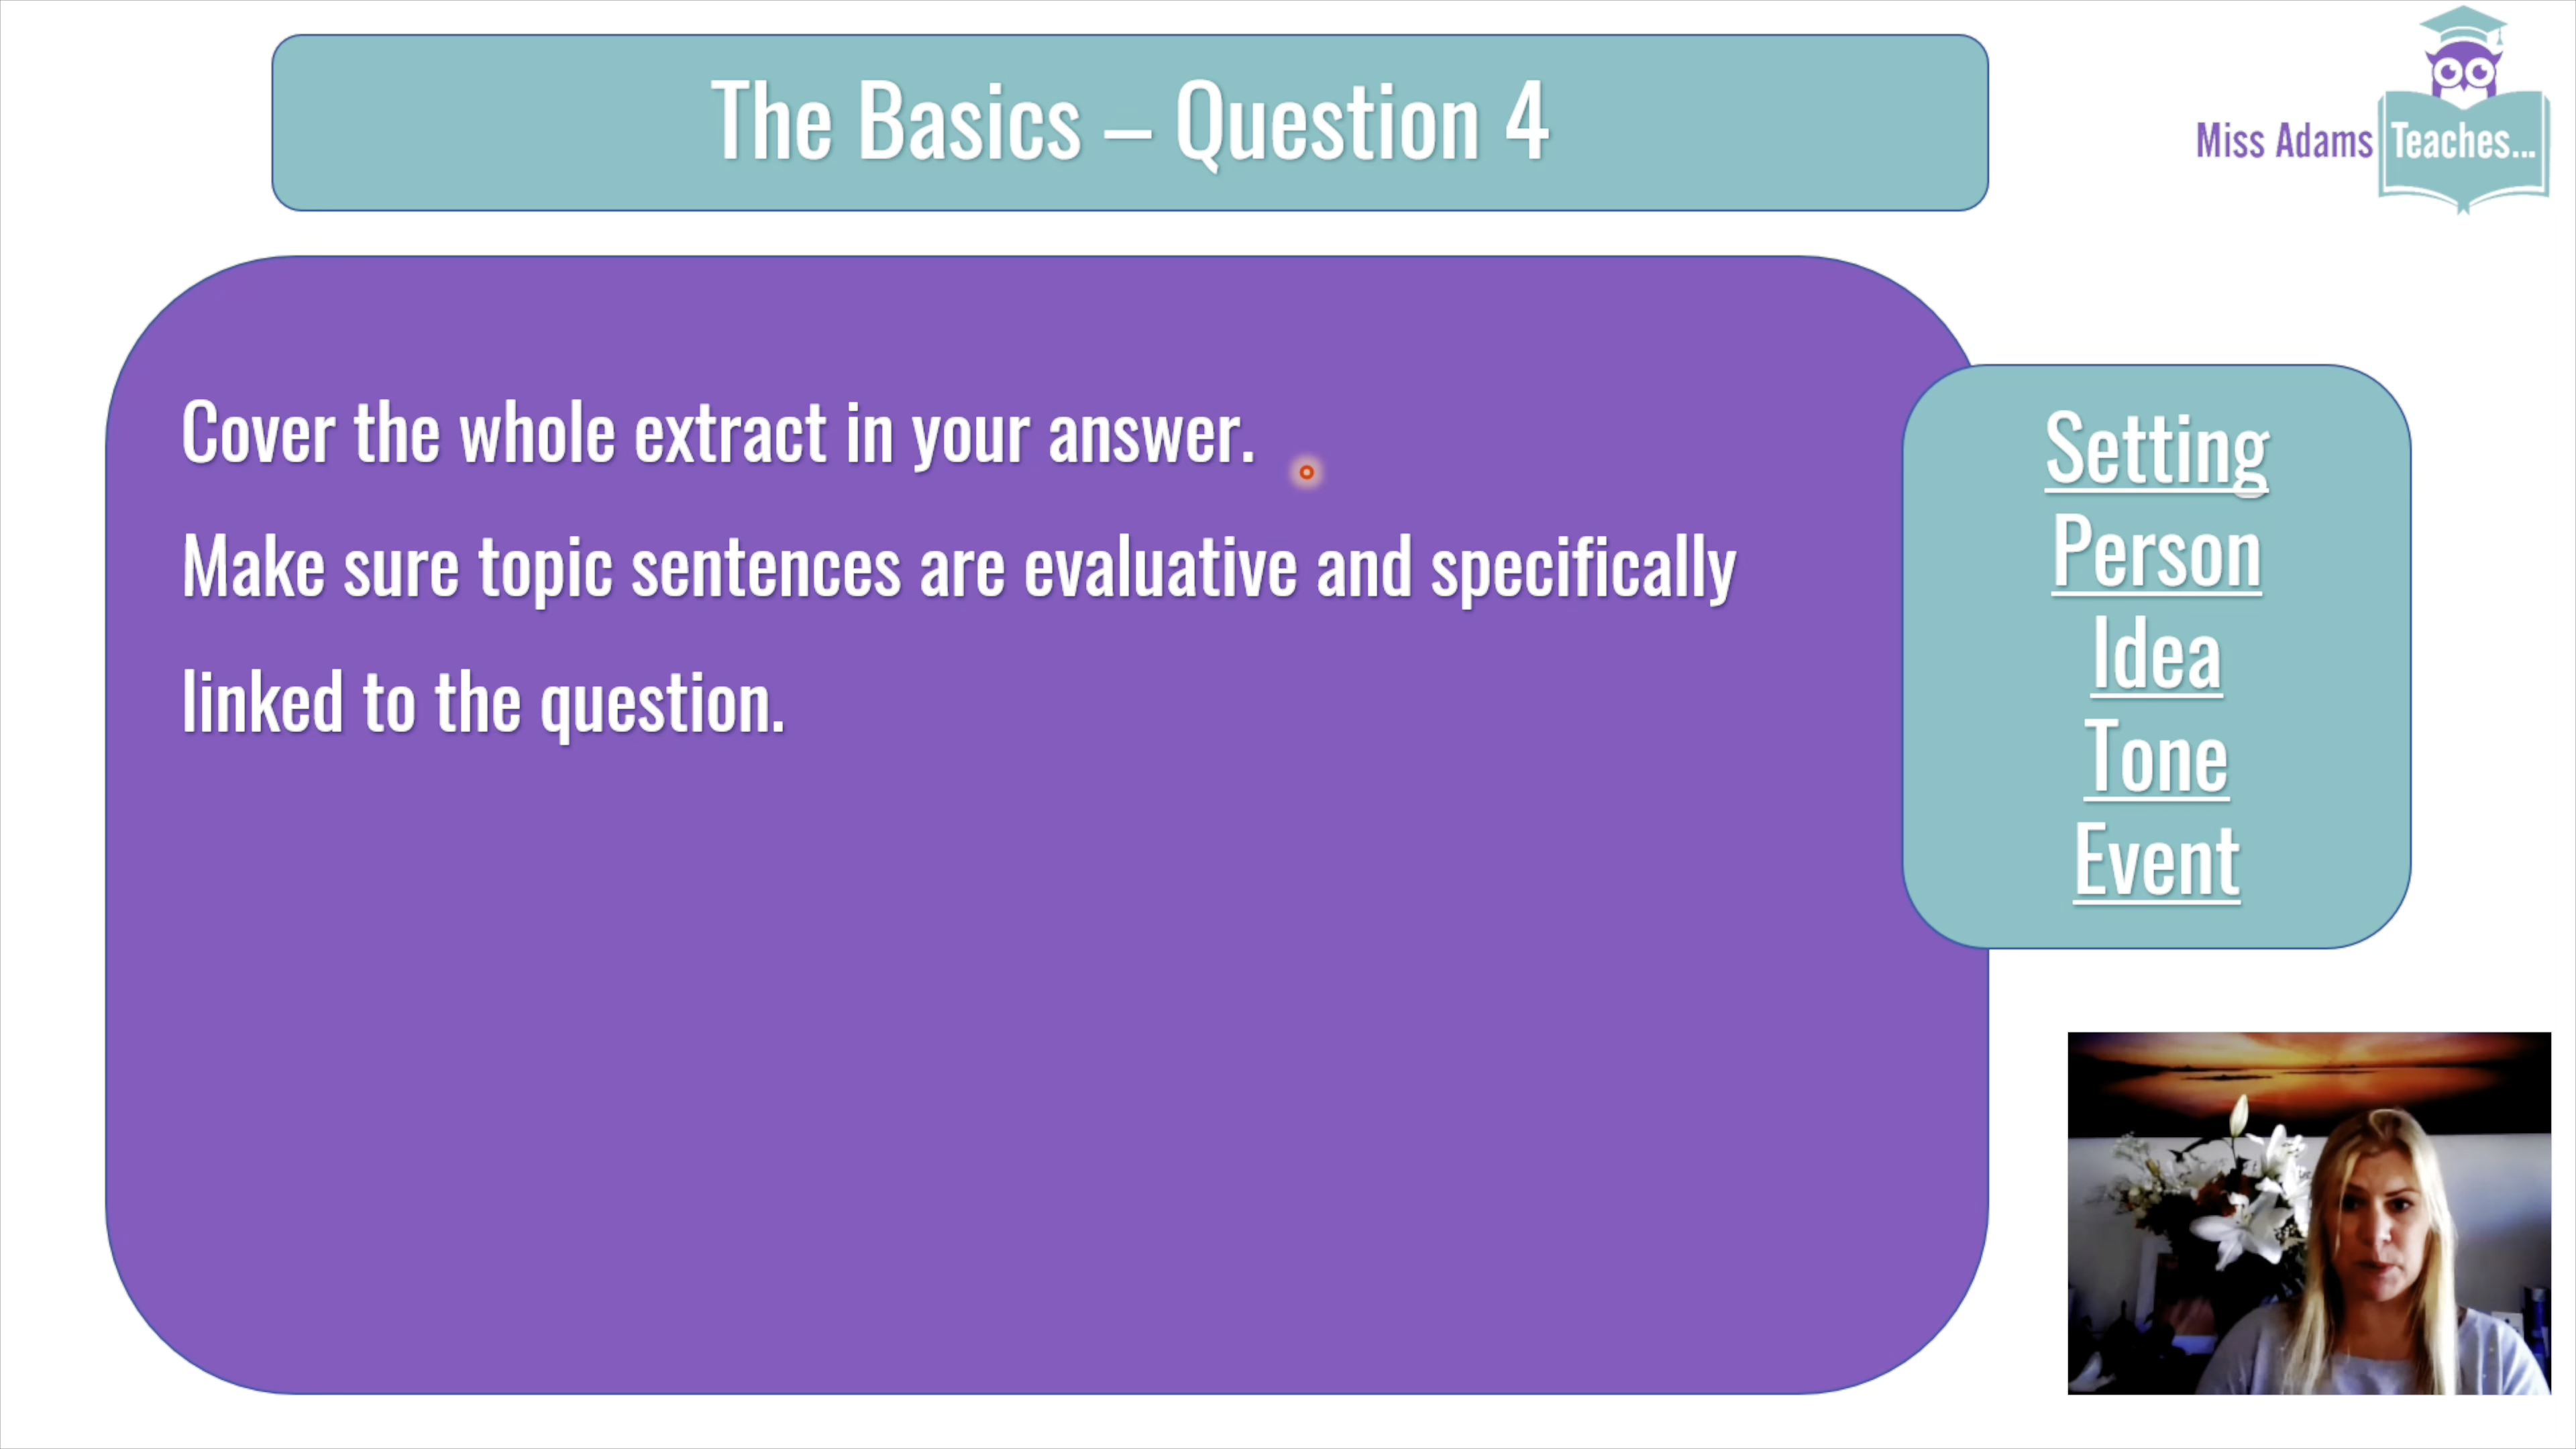 The Basics – Question 4
Miss Adams Teaches...
Cover the whole extract in your answer.
Make sure topic sentences are evaluative and specifically
linked to the question.
Setting
Person
Idea
Tone
Event